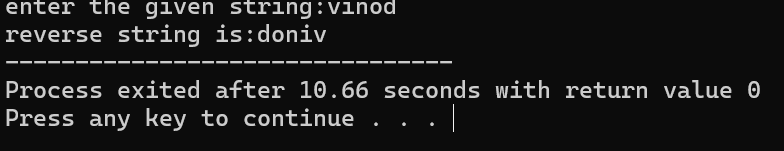 enter the given string:vinod
reverse string is:doniv
--------------------------------
Process exited after 10.66 seconds with return value 0
Press any key to continue . . .